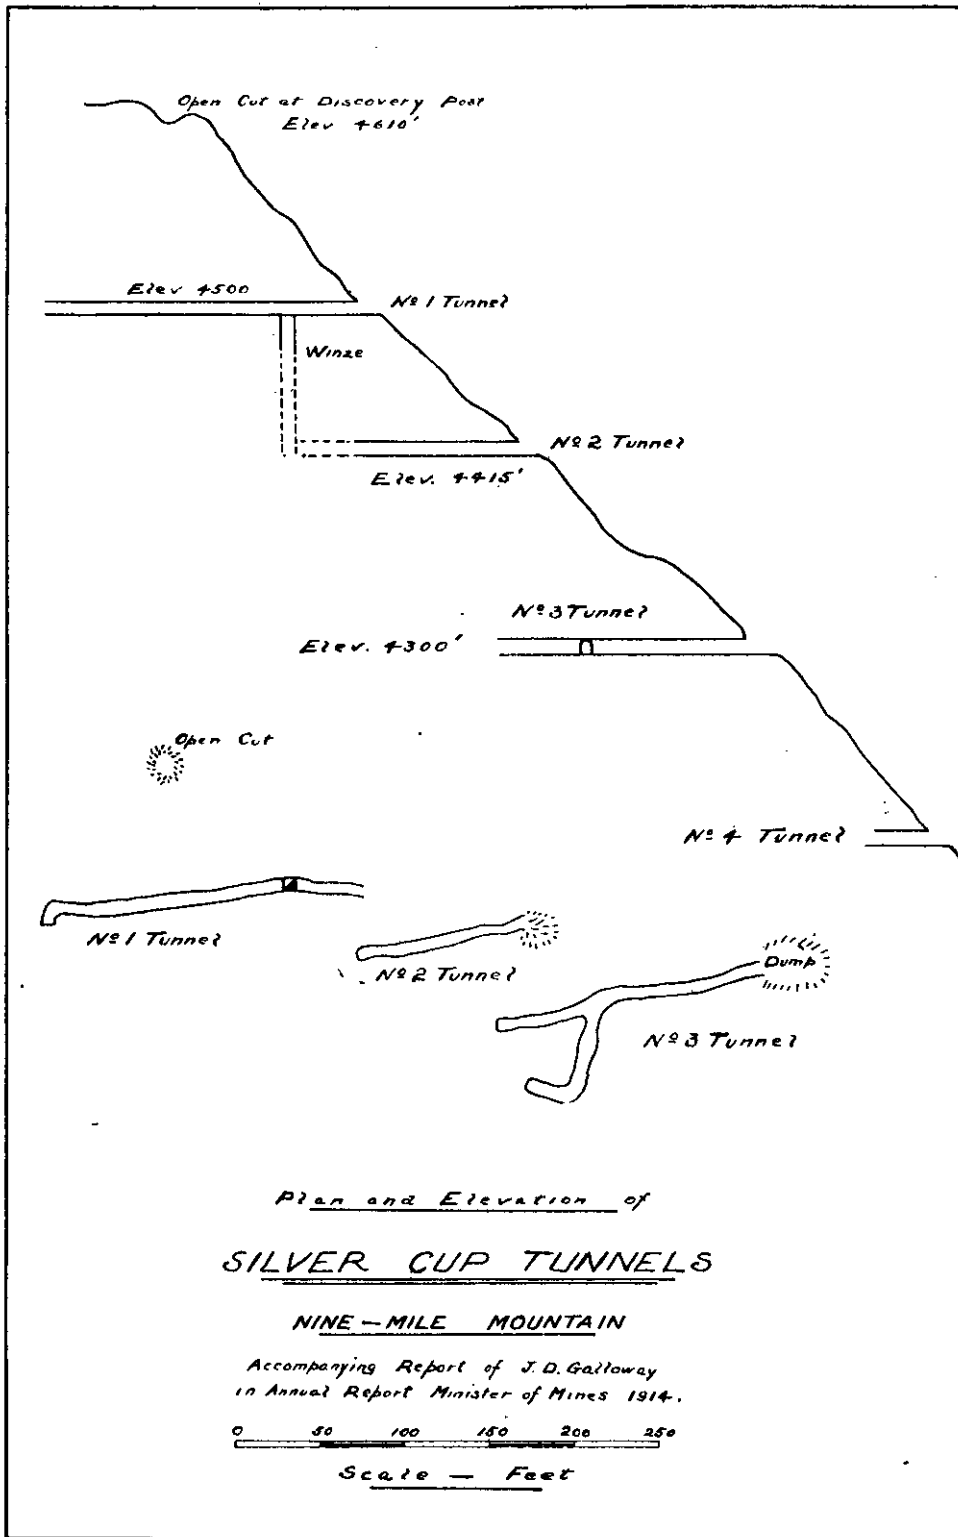 Open Cut at Discovery Post
Elev 4610'
Elev 4500
Nº 1 Tunnel
Winze
Nº 2 Tunnel
Elev. 4415'
Nº 3 Tunnel
Elev. 4300'
Open Cut
Nº 4 Tunnel
Nº 1 Tunnel
Nº 2 Tunnel
Dump
Nº 3 Tunnel
Plan and Elevation of
SILVER CUP TUNNELS
NINE-MILE MOUNTAIN
Accompanying Report of J. D. Galloway
in Annual Report Minister of Mines 1914.
0 50 100 150 200 250
Scale — Feet